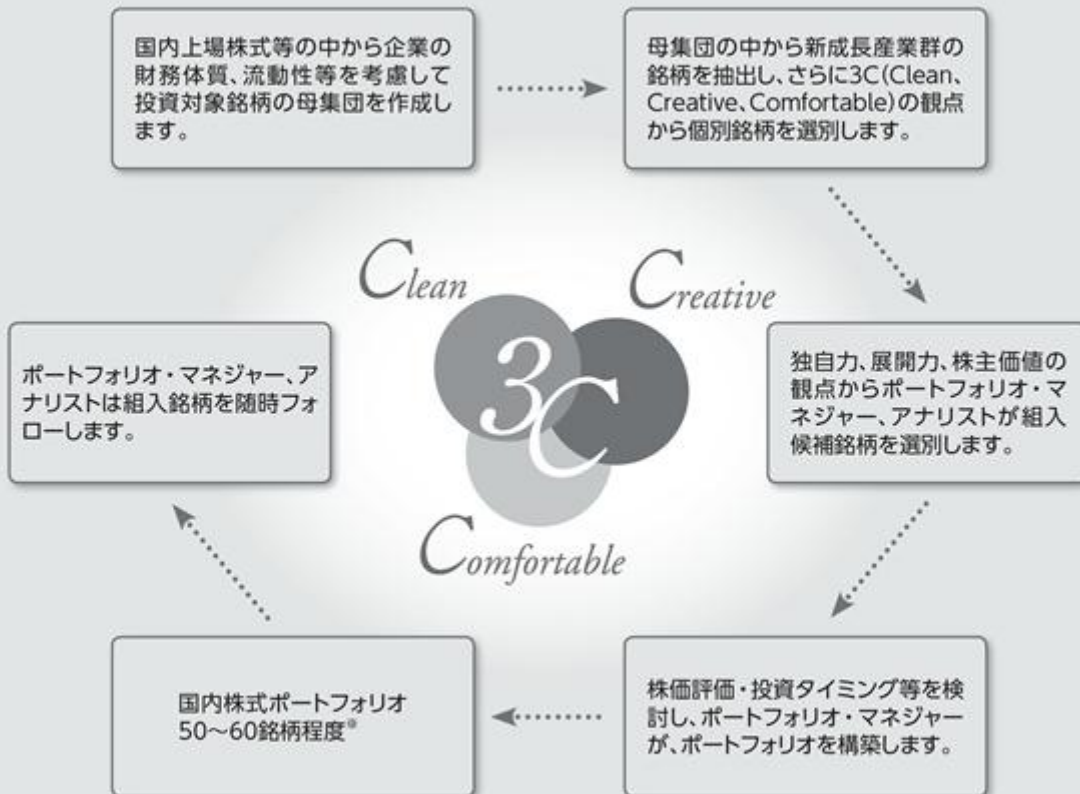 国内上場株式等の中から企業の
財務体質、流動性等を考慮して
投資対象銘柄の母集団を作成し
ます。
母集団の中から新成長産業群の
銘柄を抽出し、さらに3C(Clean、
Creative、Comfortable)の観点
から個別銘柄を選別します。
Clean
Creative
3C
Comfortable
独自力、展開力、株主価値の
観点からポートフォリオ・マ
ネジャー、アナリストが組入
候補銘柄を選別します。
株価評価・投資タイミング等を検
討し、ポートフォリオ・マネジャー
が、ポートフォリオを構築します。
国内株式ポートフォリオ
50～60銘柄程度※
ポートフォリオ・マネジャー、ア
ナリストは組入銘柄を随時フォ
ローします。